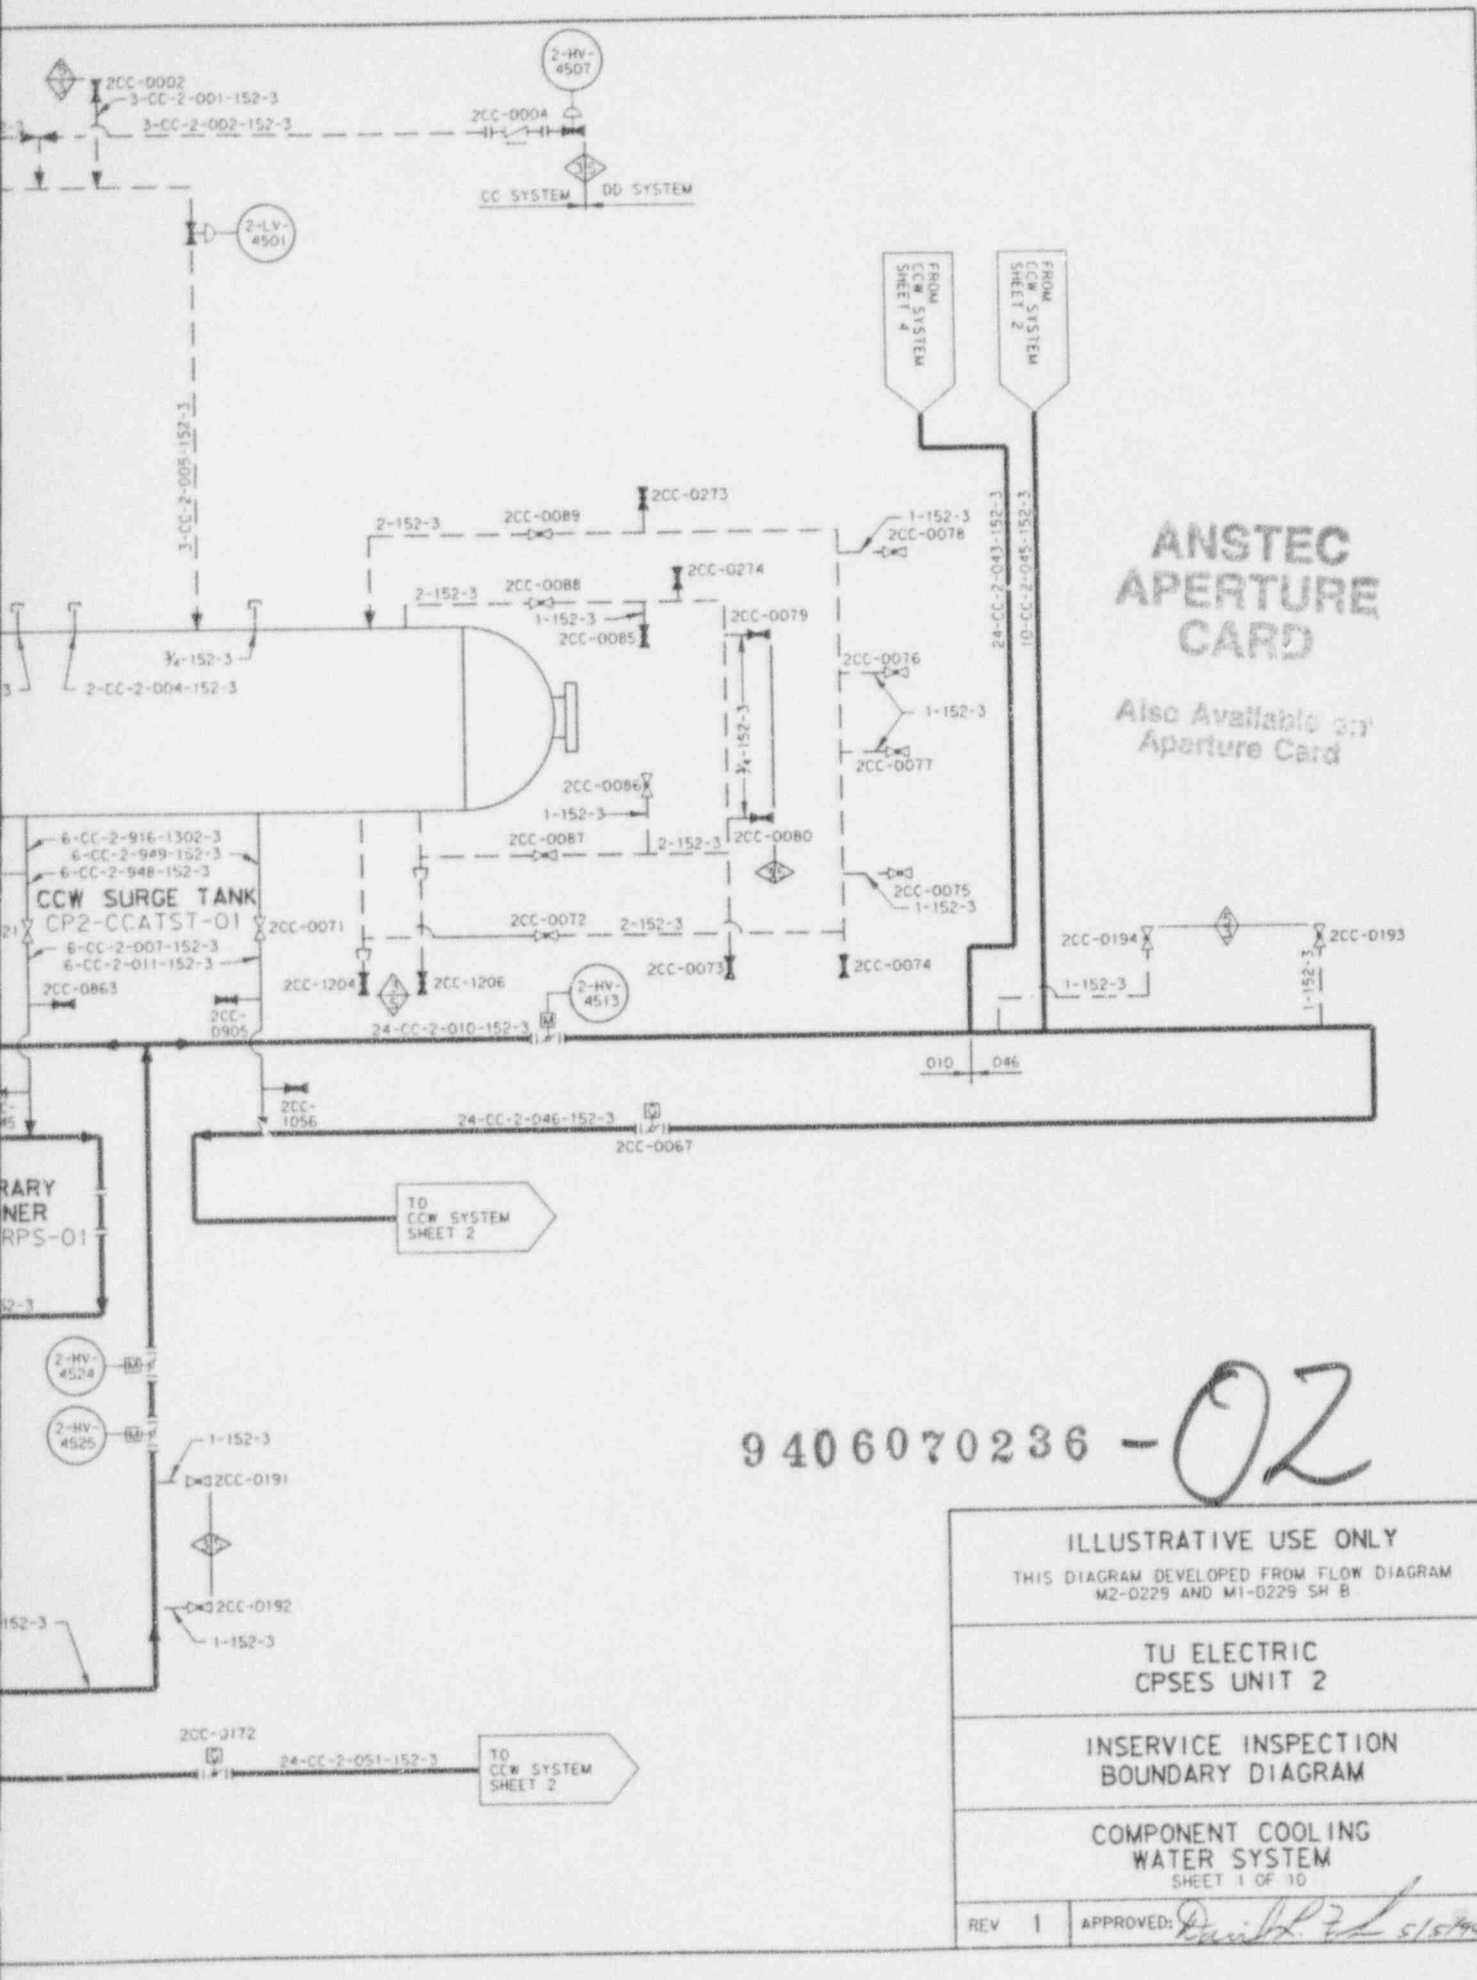 2-HV-
4507
2CC-0002
3-CC-2-001-152-3
3-CC-2-002-152-3
2CC-0004
CC SYSTEM
DD SYSTEM
2-LV-
4501
3-CC-2-005-152-3
FROM
CCW SYSTEM
SHEET 4
FROM
CCW SYSTEM
SHEET 2
24-CC-2-043-152-3
10-CC-2-045-152-3
ANSTEC
APERTURE
CARD
Also Available on
Aperture Card
2-152-3
2CC-0089
2CC-0273
1-152-3
2CC-0078
2-152-3
2CC-0088
2CC-0274
1-152-3
2CC-0085
2CC-0079
¾-152-3
2-CC-2-004-152-3
2CC-0076
1-152-3
2CC-0077
¾-152-3
2CC-0086
1-152-3
2CC-0087
2-152-3
2CC-0080
6-CC-2-916-1302-3
6-CC-2-949-152-3
6-CC-2-948-152-3
CCW SURGE TANK
CP2-CCATST-01
2CC-0071
6-CC-2-007-152-3
6-CC-2-011-152-3
2CC-0863
2CC-
0905
2CC-0072
2-152-3
2CC-0075
1-152-3
2CC-1204
2CC-1206
2CC-0073
2CC-0074
2-HV-
4513
2CC-0194
2CC-0193
1-152-3
1-152-3
24-CC-2-010-152-3
010
046
2CC-
1056
24-CC-2-046-152-3
2CC-0067
RARY
NER
RPS-01
52-3
TO
CCW SYSTEM
SHEET 2
2-HV-
4524
2-HV-
4525
1-152-3
2CC-0191
2CC-0192
1-152-3
152-3
2CC-0172
24-CC-2-051-152-3
TO
CCW SYSTEM
SHEET 2
9406070236-02
ILLUSTRATIVE USE ONLY
THIS DIAGRAM DEVELOPED FROM FLOW DIAGRAM
M2-0229 AND M1-0229 SH B
TU ELECTRIC
CPSES UNIT 2
INSERVICE INSPECTION
BOUNDARY DIAGRAM
COMPONENT COOLING
WATER SYSTEM
SHEET 1 OF 10
REV 1
APPROVED: